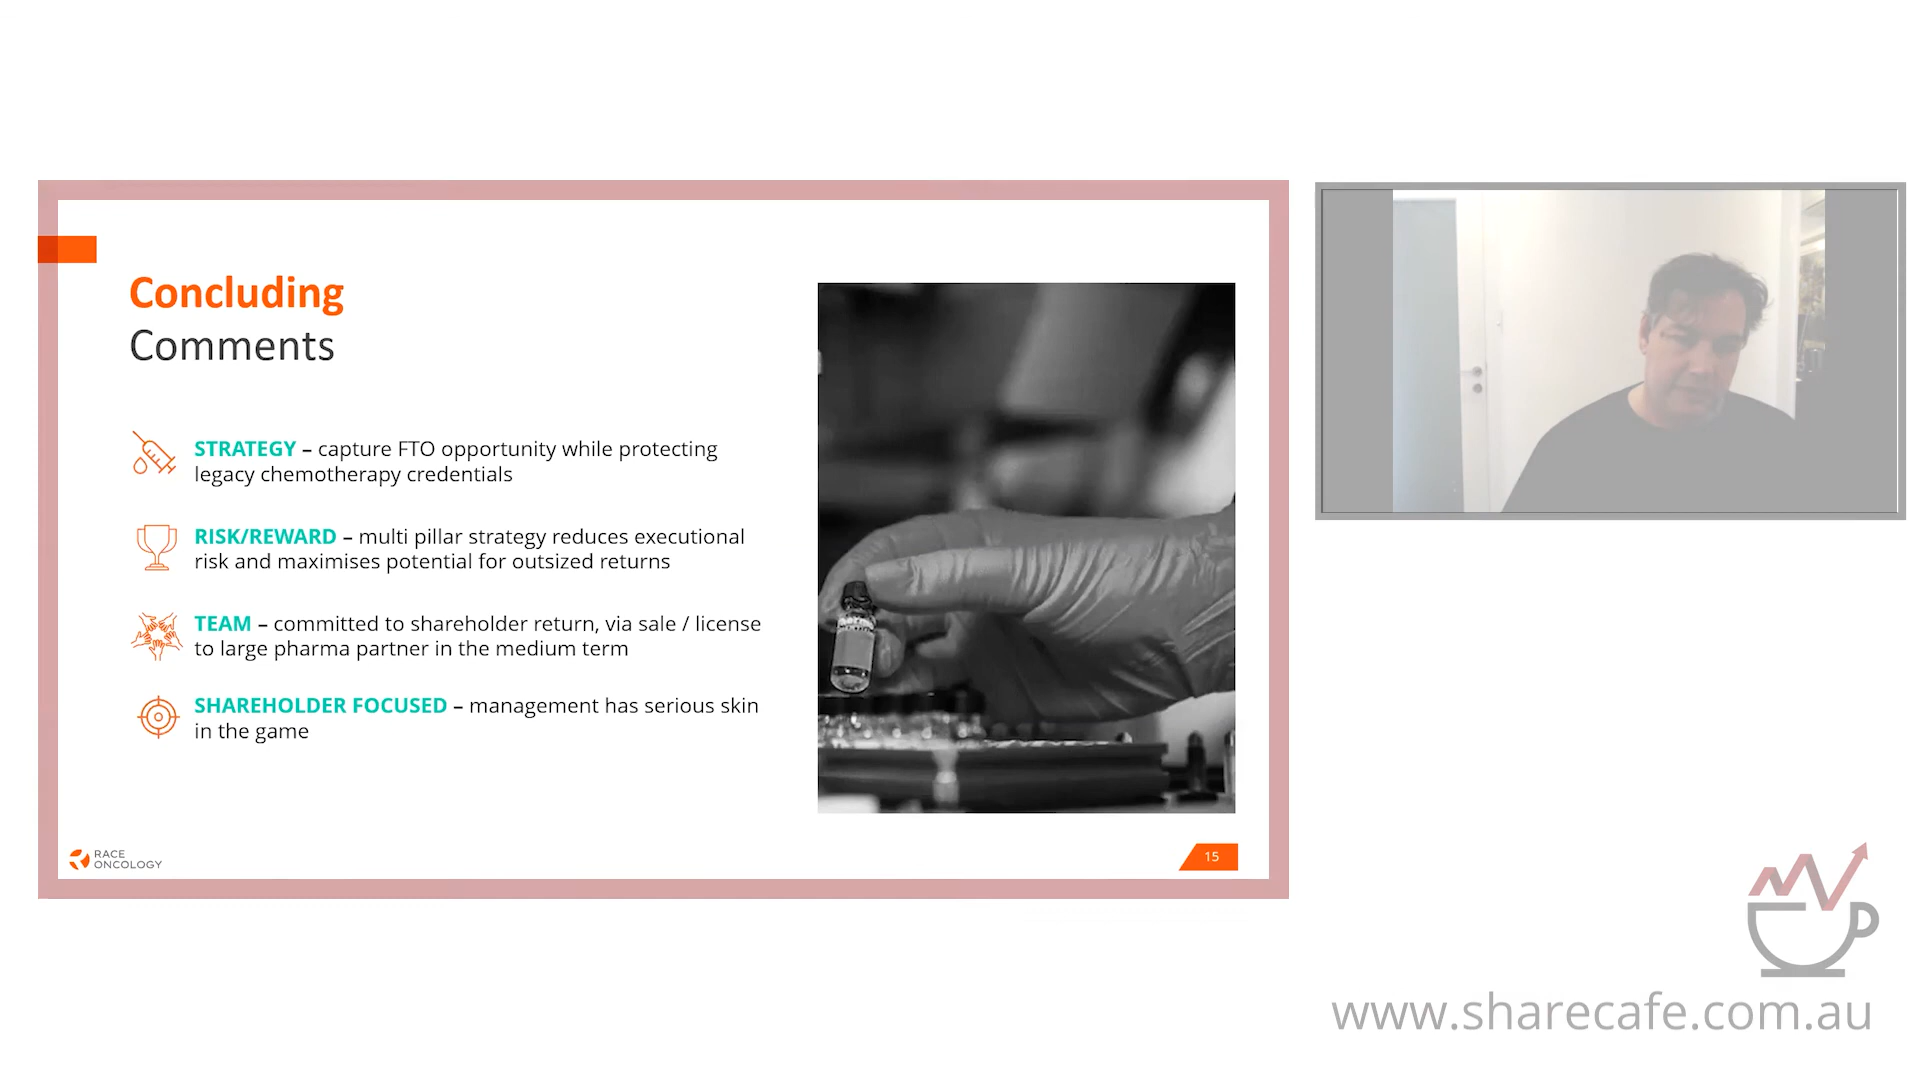 Concluding
Comments
STRATEGY – capture FTO opportunity while protecting
legacy chemotherapy credentials
RISK/REWARD – multi pillar strategy reduces executional
risk and maximises potential for outsized returns
TEAM – committed to shareholder return, via sale / license
to large pharma partner in the medium term
SHAREHOLDER FOCUSED – management has serious skin
in the game
RACE
ONCOLOGY
15
www.sharecafe.com.au